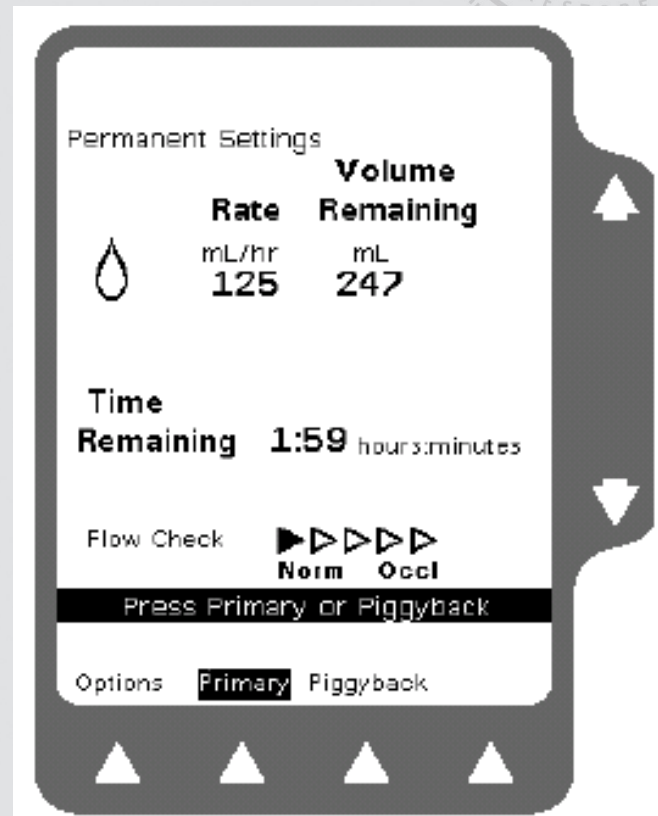 Permanent Settings
Volume
Rate Remaining
mL/hr mL
125 247
Time
Remaining 1:59 hours:minutes
Flow Check
Norm Occl
Press Primary or Piggyback
Options Primary Piggyback